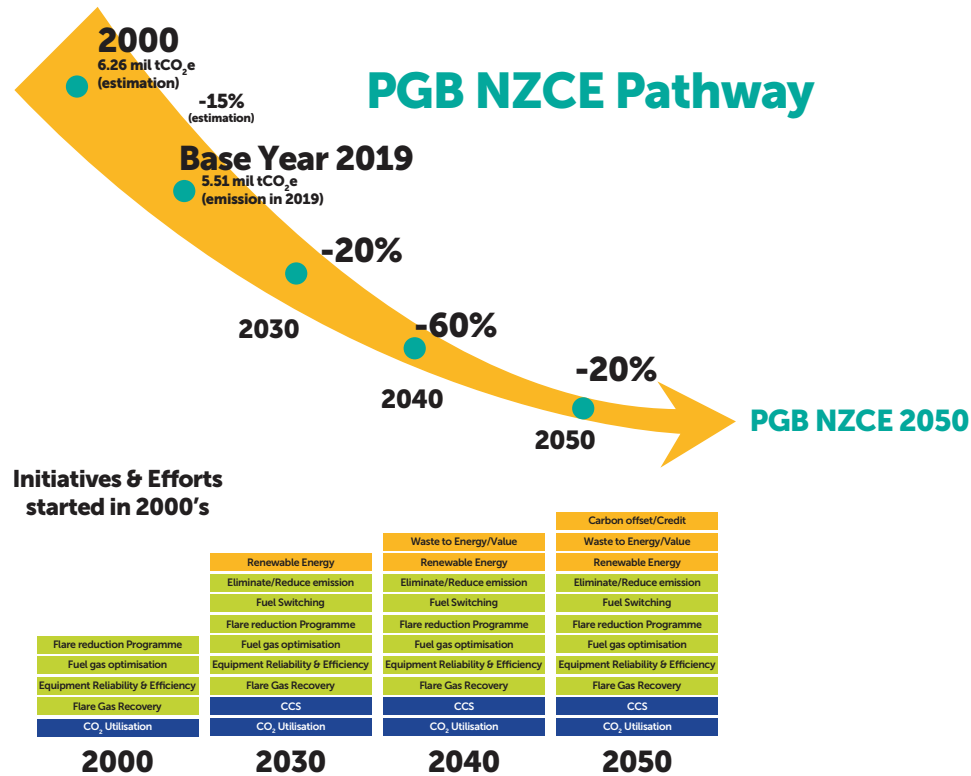 2000
6.26 mil tCO₂e
(estimation)
PGB NZCE Pathway
-15%
(estimation)
Base Year 2019
5.51 mil tCO₂e
(emission in 2019)
-20%
2030
-60%
2040
-20%
2050
PGB NZCE 2050
Initiatives & Efforts
started in 2000's
Flare reduction Programme
Fuel gas optimisation
Equipment Reliability & Efficiency
Flare Gas Recovery
CO₂ Utilisation
2000
Renewable Energy
Eliminate/Reduce emission
Fuel Switching
Flare reduction Programme
Fuel gas optimisation
Equipment Reliability & Efficiency
Flare Gas Recovery
CCS
CO₂ Utilisation
2030
Waste to Energy/Value
Renewable Energy
Eliminate/Reduce emission
Fuel Switching
Flare reduction Programme
Fuel gas optimisation
Equipment Reliability & Efficiency
Flare Gas Recovery
CCS
CO₂ Utilisation
2040
Carbon offset/Credit
Waste to Energy/Value
Renewable Energy
Eliminate/Reduce emission
Fuel Switching
Flare reduction Programme
Fuel gas optimisation
Equipment Reliability & Efficiency
Flare Gas Recovery
CCS
CO₂ Utilisation
2050